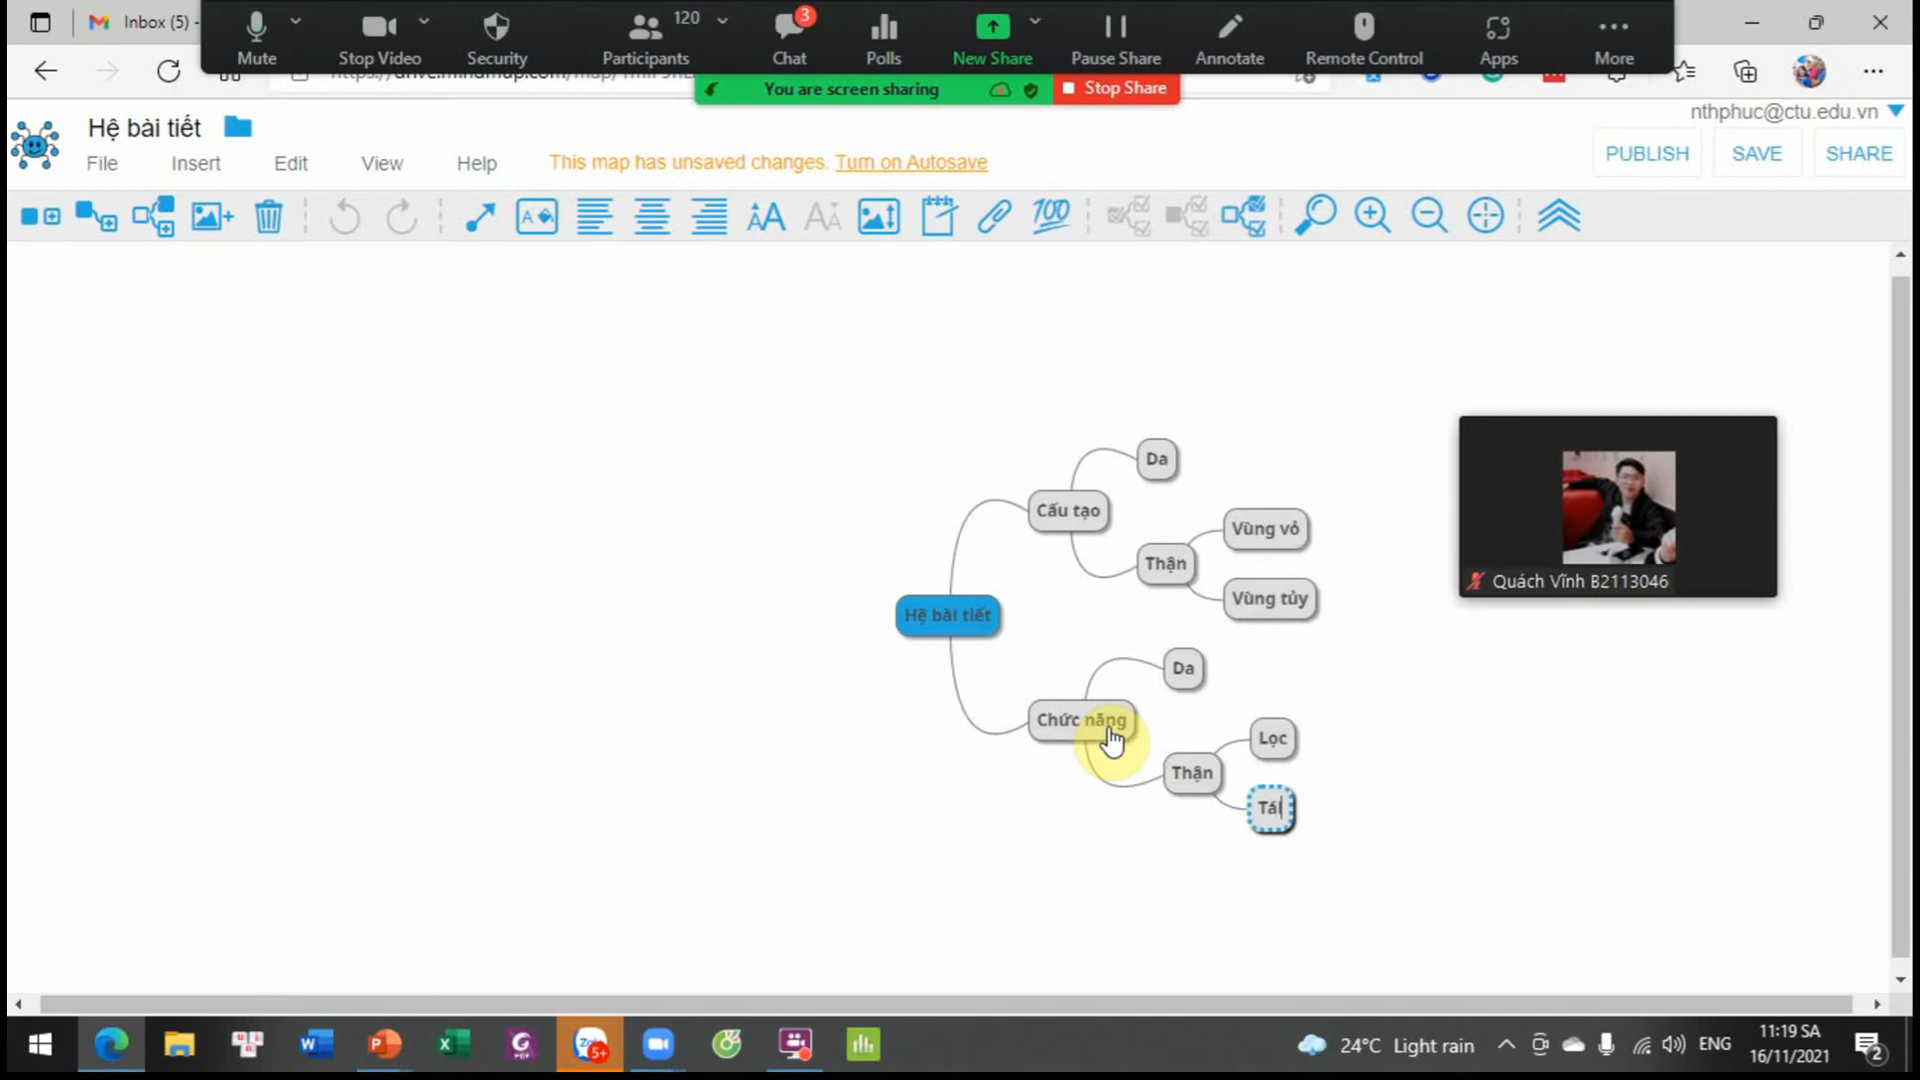 Inbox (5) -
Mute
Stop Video
Security
Participants
120
Chat
3
Polls
New Share
Pause Share
Annotate
Remote Control
Apps
More
You are screen sharing
Stop Share
Hệ bài tiết
nthphuc@ctu.edu.vn
File
Insert
Edit
View
Help
This map has unsaved changes. Turn on Autosave
PUBLISH
SAVE
SHARE
100
Da
Cấu tạo
Vùng vỏ
Thận
Vùng tủy
Hệ bài tiết
Da
Chức năng
Lọc
Thận
Tái
Quách Vĩnh B2113046
24°C Light rain
ENG
11:19 SA
16/11/2021
2
5+